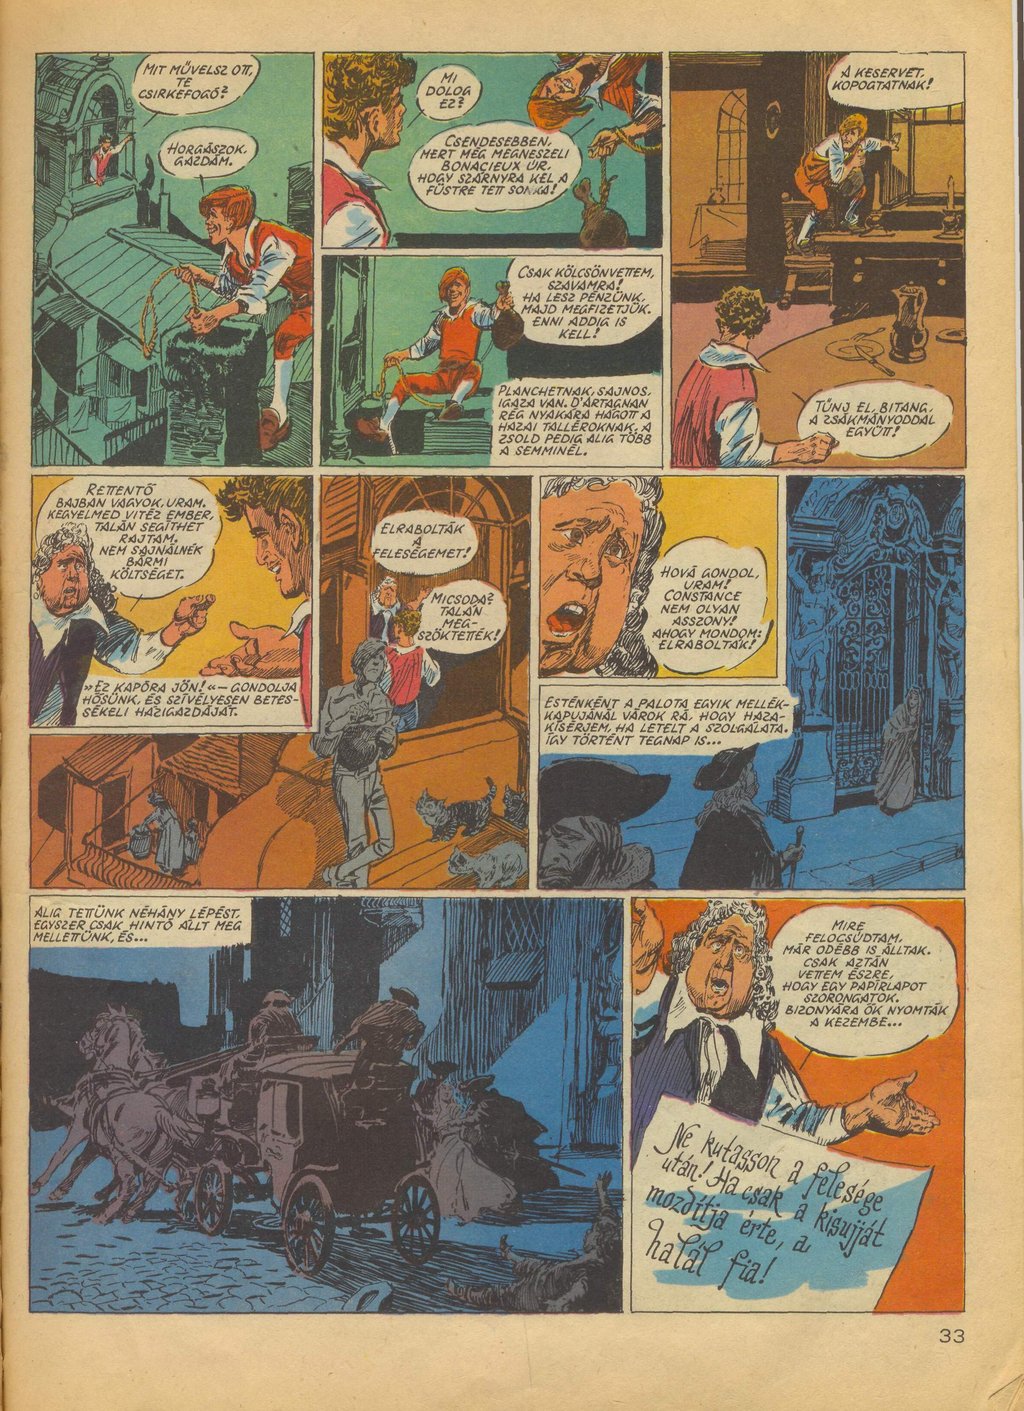 MIT MŰVELSZ OTT,
TE
CSIRKEFOGÓ?
HORGÁSZOK,
GAZDÁM.
MI
DOLOG
EZ?
CSENDESEBBEN,
MERT MÉG MEGNESZELI
BONACIEUX ÚR,
HOGY SZÁRNYRA KEL A
FÜSTRE TETT SONKA!
CSAK KÖLCSÖNVETTEM,
SZAVAMRA!
HA LESZ PÉNZÜNK,
MAJD MEGFIZETJÜK.
ENNI ADDIG IS
KELL!
PLANCHETNAK, SAJNOS,
IGAZA VAN. D'ARTAGNAN
RÉG NYAKÁRA HÁGOTT A
HAZAI TALLÉROKNAK, A
ZSOLD PEDIG ALIG TÖBB
A SEMMINÉL.
A KESERVÉT,
KOPOGTATNAK!
TŰNJ EL, BITANG,
A ZSÁKMÁNYODDAL
EGYÜTT!
RETTENTŐ
BAJBAN VAGYOK, URAM.
KEGYELMED VITÉZ EMBER,
TALÁN SEGÍTHET
RAJTAM.
NEM SAJNÁLNÉK
BÁRMI
KÖLTSÉGET.
»EZ KAPÓRA JÖN!« – GONDOLJA
HŐSÜNK, ÉS SZÍVÉLYESEN BETES-
SÉKELI HÁZIGAZDÁJÁT.
ELRABOLTÁK
A
FELESÉGEMET!
MICSODA?
TALÁN
MEG-
SZÖKTETTÉK!
HOVÁ GONDOL,
URAM!
CONSTANCE
NEM OLYAN
ASSZONY!
AHOGY MONDOM:
ELRABOLTÁK!
ESTÉNKÉNT A PALOTA EGYIK MELLÉK-
KAPUJÁNÁL VÁROK RÁ, HOGY HAZA-
KÍSÉRJEM, HA LETELT A SZOLGÁLATA.
ÍGY TÖRTÉNT TEGNAP IS...
ALIG TETTÜNK NÉHÁNY LÉPÉST,
EGYSZER CSAK HINTÓ ÁLLT MEG
MELLETTÜNK, ÉS...
MIRE
FELOCSÚDTAM,
MÁR ODÉBB IS ÁLLTAK.
CSAK AZTÁN
VETTEM ÉSZRE,
HOGY EGY PAPÍRLAPOT
SZORONGATOK.
BIZONYÁRA ŐK NYOMTÁK
A KEZEMBE...
Ne kutasson a felesége
után! Ha csak a kisujját
mozdítja érte, a
halál fia!
33